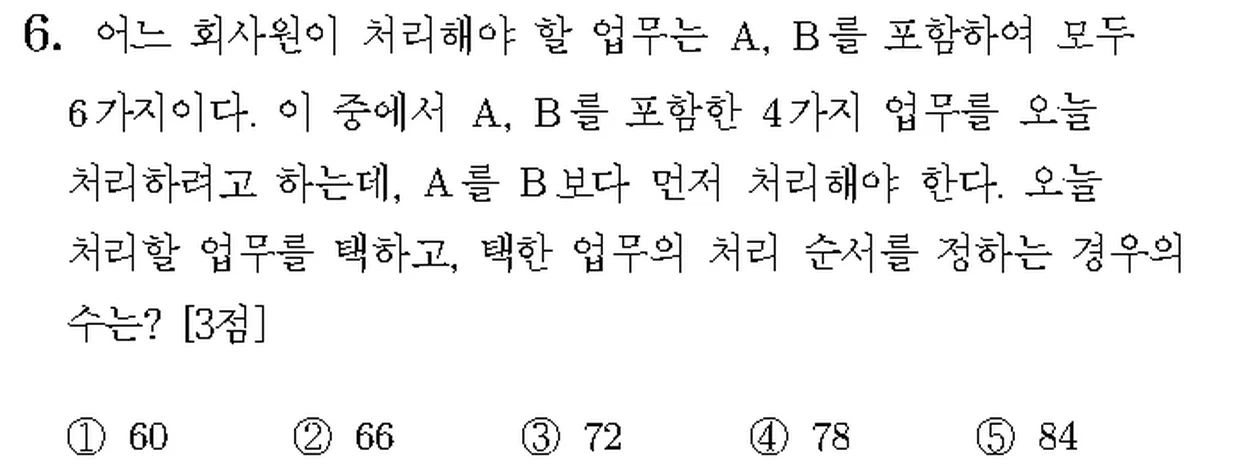 6. 어느 회사원이 처리해야 할 업무는 A, B를 포함하여 모두
6가지이다. 이 중에서 A, B를 포함한 4가지 업무를 오늘
처리하려고 하는데, A를 B보다 먼저 처리해야 한다. 오늘
처리할 업무를 택하고, 택한 업무의 처리 순서를 정하는 경우의
수는? [3점]
① 60 ② 66 ③ 72 ④ 78 ⑤ 84